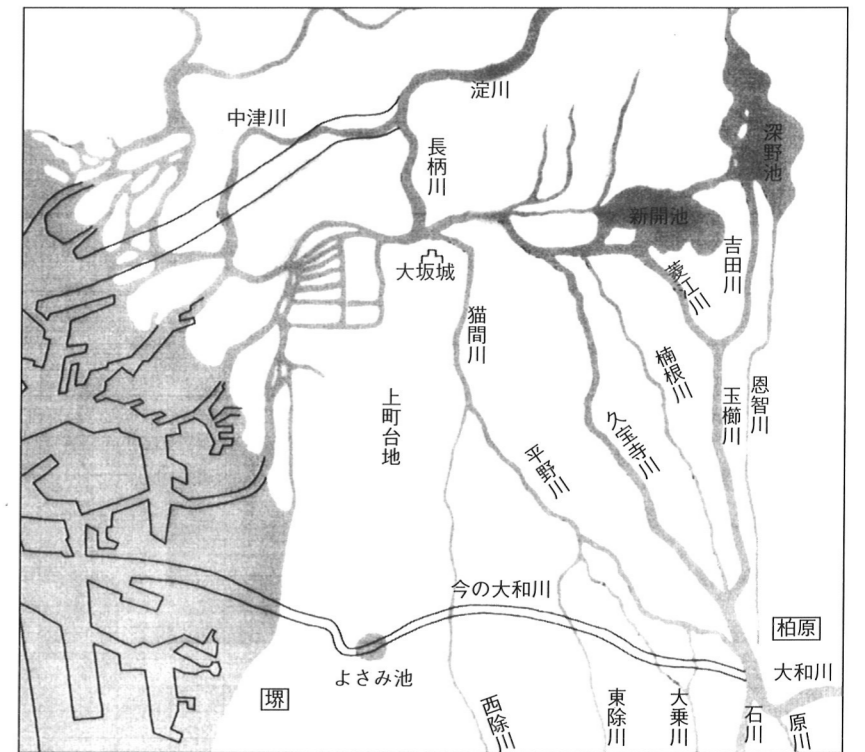 淀川
中津川
長柄川
深野池
新開池
吉田川
菱江川
大坂城
猫間川
楠根川
恩智川
玉櫛川
上町台地
久宝寺川
平野川
今の大和川
柏原
大和川
よさみ池
堺
西除川
東除川
大乗川
石川
原川